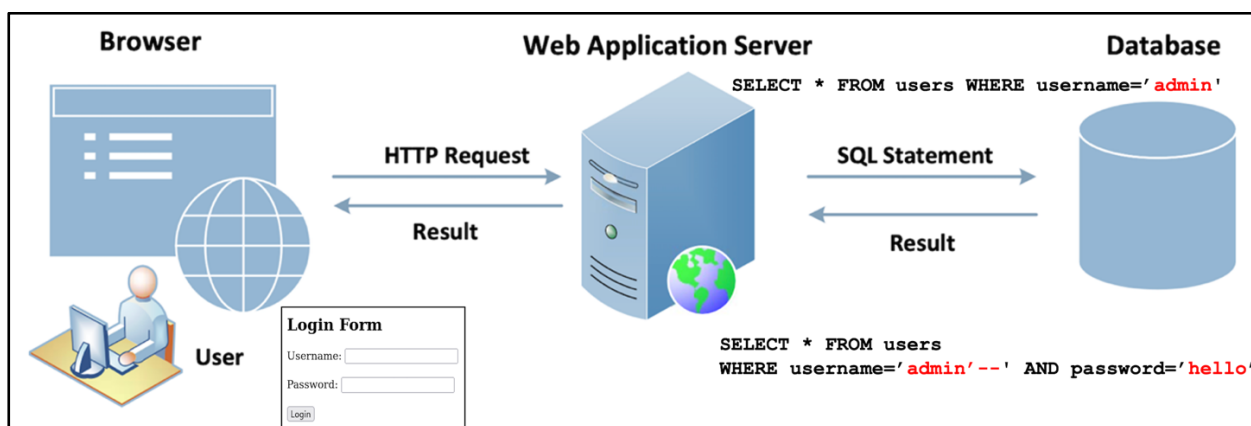 Browser
Web Application Server
Database
SELECT * FROM users WHERE username=’admin'
HTTP Request
Result
SQL Statement
Result
User
Login Form
Username:
Password:
Login
SELECT * FROM users
WHERE username=’admin’--' AND password=’hello’